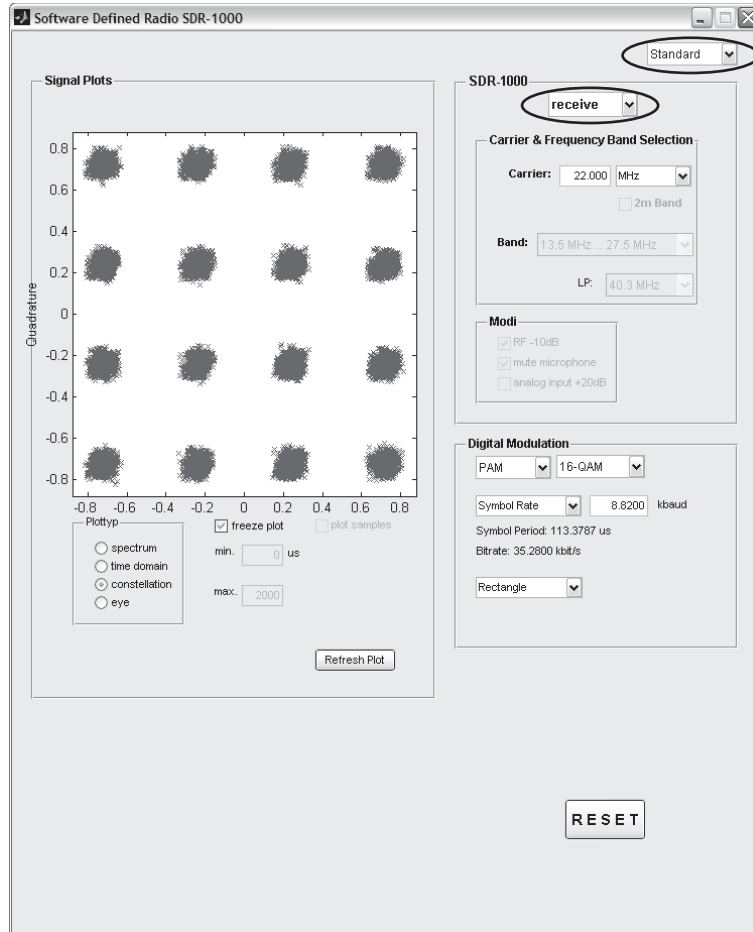 Software Defined Radio SDR-1000
Standard
Signal Plots
0.8
0.6
0.4
0.2
0
-0.2
-0.4
-0.6
-0.8
Quadrature
-0.8 -0.6 -0.4 -0.2 0 0.2 0.4 0.6 0.8
Plottyp
spectrum
time domain
constellation
eye
freeze plot
plot samples
min. 0 us
max. 2000
Refresh Plot
SDR-1000
receive
Carrier & Frequency Band Selection
Carrier: 22.000 MHz
2m Band
Band: 13.5 MHz ... 27.5 MHz
LP: 40.3 MHz
Modi
RF -10dB
mute microphone
analog input +20dB
Digital Modulation
PAM 16-QAM
Symbol Rate 8.8200 kbaud
Symbol Period: 113.3787 us
Bitrate: 35.2800 kbit/s
Rectangle
RESET